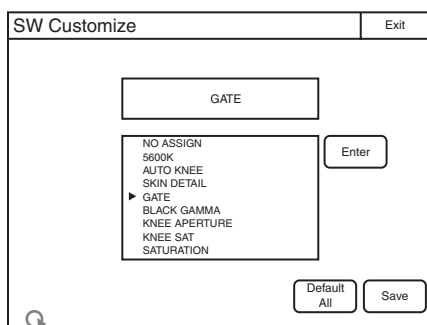 SW Customize
Exit
GATE
NO ASSIGN
5600K
AUTO KNEE
SKIN DETAIL
GATE
BLACK GAMMA
KNEE APERTURE
KNEE SAT
SATURATION
Enter
Default
All
Save